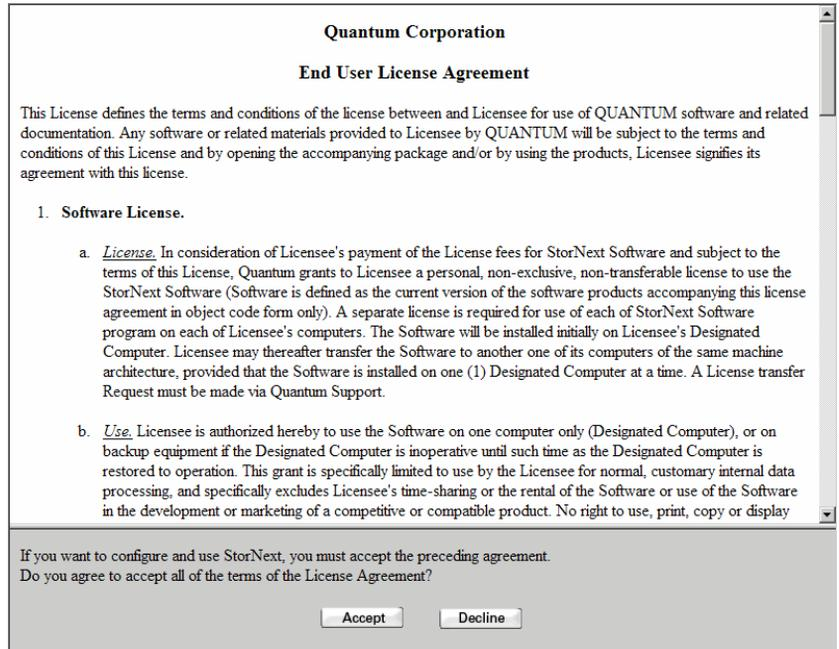 Quantum Corporation
End User License Agreement
This License defines the terms and conditions of the license between and Licensee for use of QUANTUM software and related
documentation. Any software or related materials provided to Licensee by QUANTUM will be subject to the terms and
conditions of this License and by opening the accompanying package and/or by using the products, Licensee signifies its
agreement with this license.
1. Software License.
a. License. In consideration of Licensee's payment of the License fees for StorNext Software and subject to the
terms of this License, Quantum grants to Licensee a personal, non-exclusive, non-transferable license to use the
StorNext Software (Software is defined as the current version of the software products accompanying this license
agreement in object code form only). A separate license is required for use of each of StorNext Software
program on each of Licensee's computers. The Software will be installed initially on Licensee's Designated
Computer. Licensee may thereafter transfer the Software to another one of its computers of the same machine
architecture, provided that the Software is installed on one (1) Designated Computer at a time. A License transfer
Request must be made via Quantum Support.
b. Use. Licensee is authorized hereby to use the Software on one computer only (Designated Computer), or on
backup equipment if the Designated Computer is inoperative until such time as the Designated Computer is
restored to operation. This grant is specifically limited to use by the Licensee for normal, customary internal data
processing, and specifically excludes Licensee's time-sharing or the rental of the Software or use of the Software
in the development or marketing of a competitive or compatible product. No right to use, print, copy or display
If you want to configure and use StorNext, you must accept the preceding agreement.
Do you agree to accept all of the terms of the License Agreement?
Accept Decline